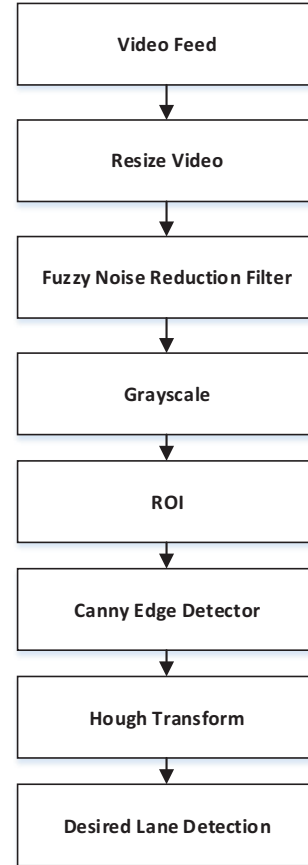 Video Feed
Resize Video
Fuzzy Noise Reduction Filter
Grayscale
ROI
Canny Edge Detector
Hough Transform
Desired Lane Detection